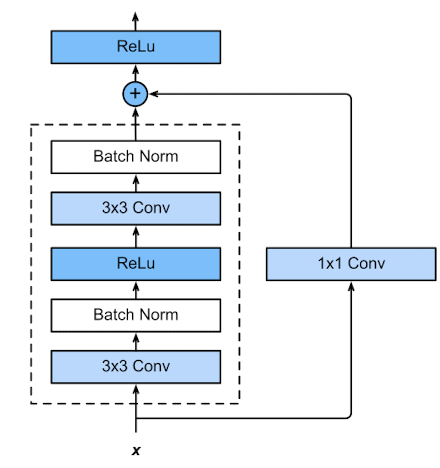 ReLu
+
Batch Norm
3x3 Conv
ReLu
1x1 Conv
Batch Norm
3x3 Conv
x